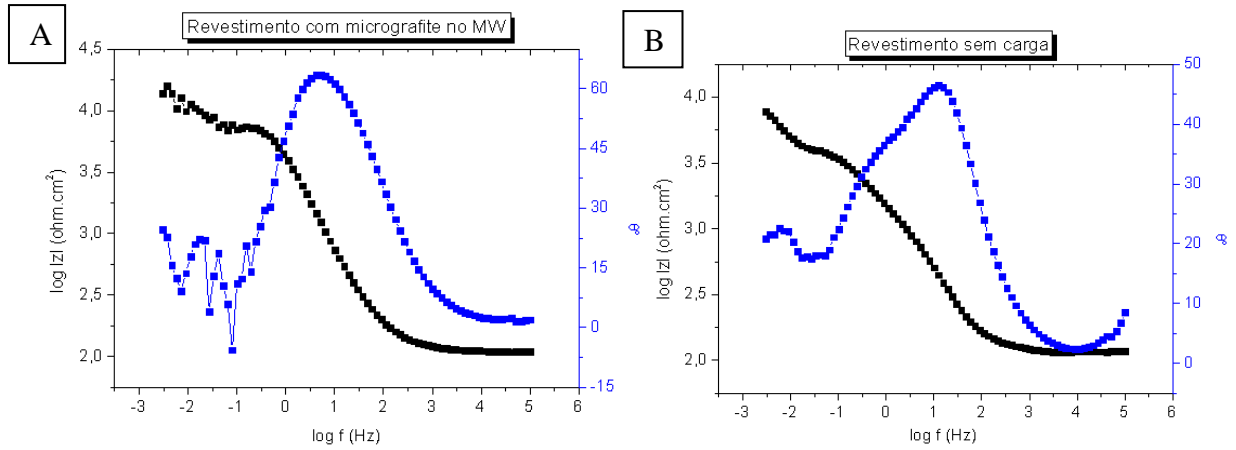 A
Revestimento com micrografite no MW
4,5
4,0
3,5
3,0
2,5
2,0
log |z| (ohm.cm²)
60
45
30
15
0
-15
θ
-3 -2 -1 0 1 2 3 4 5 6
log f (Hz)
B
Revestimento sem carga
4,0
3,5
3,0
2,5
2,0
log |z| (ohm.cm²)
50
40
30
20
10
0
θ
-3 -2 -1 0 1 2 3 4 5 6
log f (Hz)